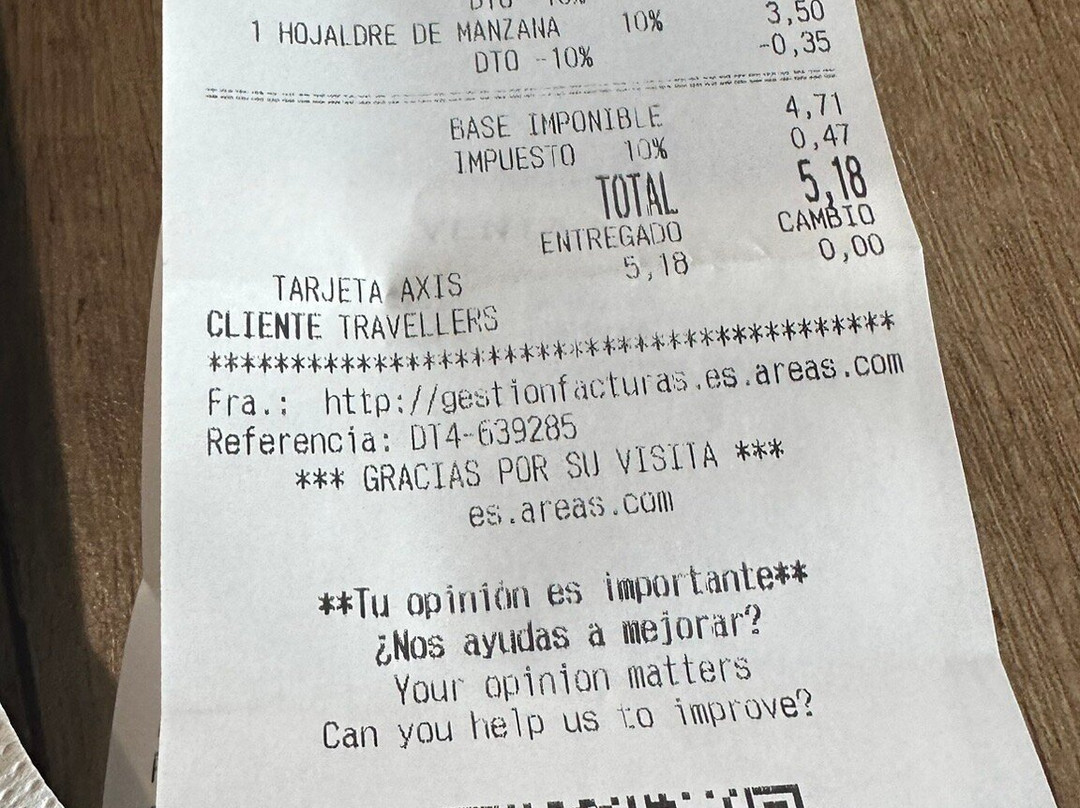 DTO -10%
1 HOJALDRE DE MANZANA 10% 3,50
DTO -10% -0,35
BASE IMPONIBLE 4,71
IMPUESTO 10% 0,47
TOTAL 5,18
ENTREGADO CAMBIO
TARJETA AXIS 5,18 0,00
CLIENTE TRAVELLERS
******************************************
Fra.: http://gestionfacturas.es.areas.com
Referencia: DT4-639285
*** GRACIAS POR SU VISITA ***
es.areas.com
**Tu opinión es importante**
¿Nos ayudas a mejorar?
Your opinion matters
Can you help us to improve?